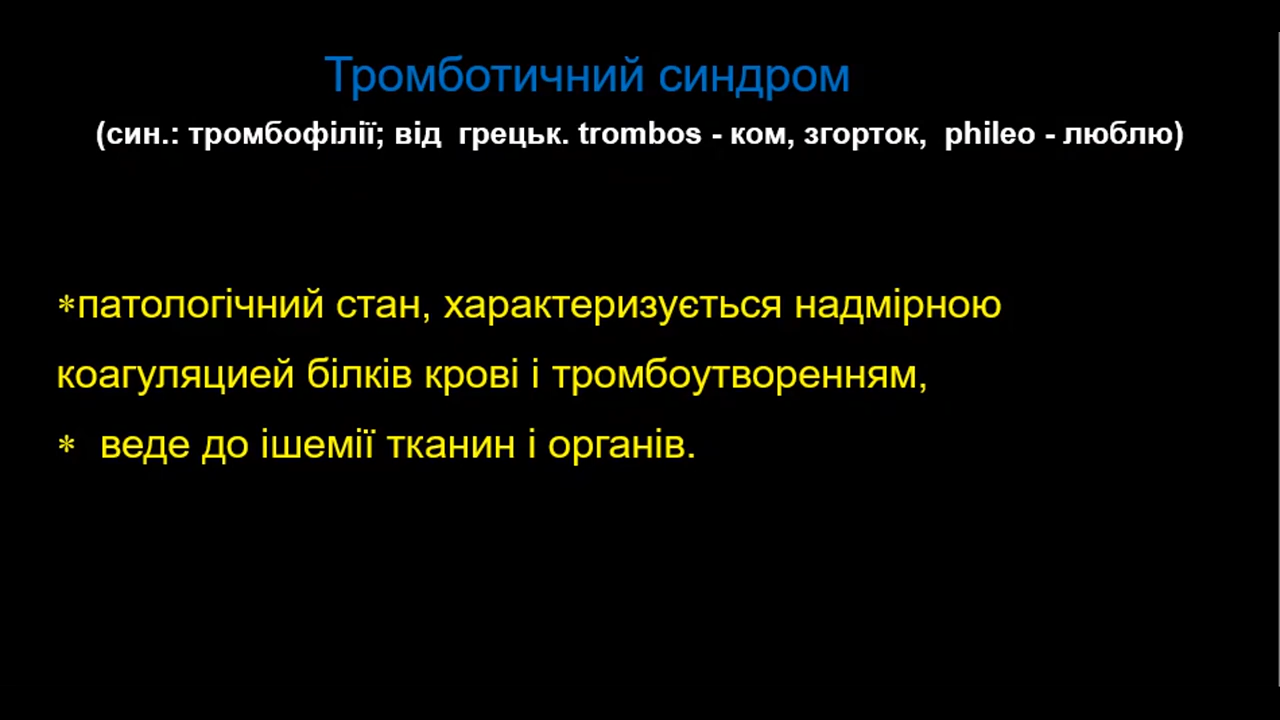 Тромботичний синдром
(син.: тромбофілії; від грецьк. trombos - ком, згорток, phileo - люблю)
*патологічний стан, характеризується надмірною
коагуляцией білків крові і тромбоутворенням,
* веде до ішемії тканин і органів.